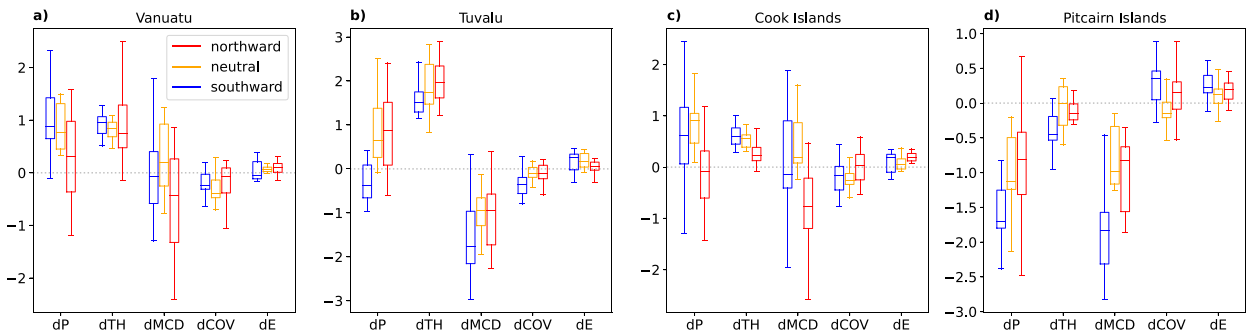 a) Vanuatu
2
1
0
−1
−2
northward
neutral
southward
dP dTH dMCD dCOV dE
b) Tuvalu
3
2
1
0
−1
−2
−3
dP dTH dMCD dCOV dE
c) Cook Islands
2
1
0
−1
−2
dP dTH dMCD dCOV dE
d) Pitcairn Islands
1.0
0.5
0.0
−0.5
−1.0
−1.5
−2.0
−2.5
−3.0
dP dTH dMCD dCOV dE